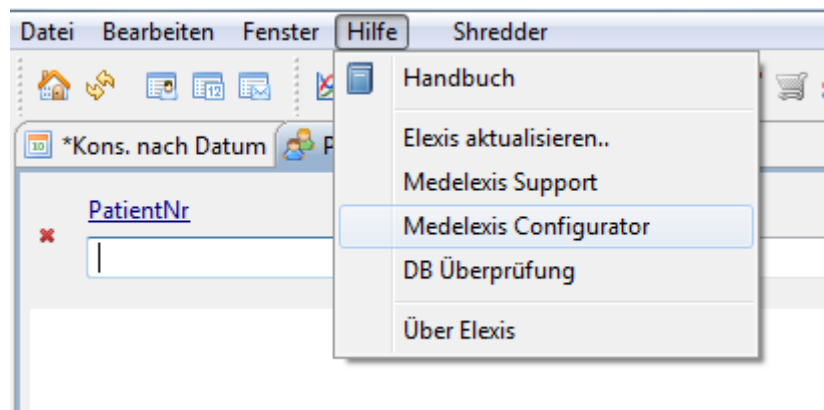 Datei Bearbeiten Fenster Hilfe Shredder
Handbuch
*Kons. nach Datum P
Elexis aktualisieren..
Medelexis Support
PatientNr
Medelexis Configurator
DB Überprüfung
Über Elexis